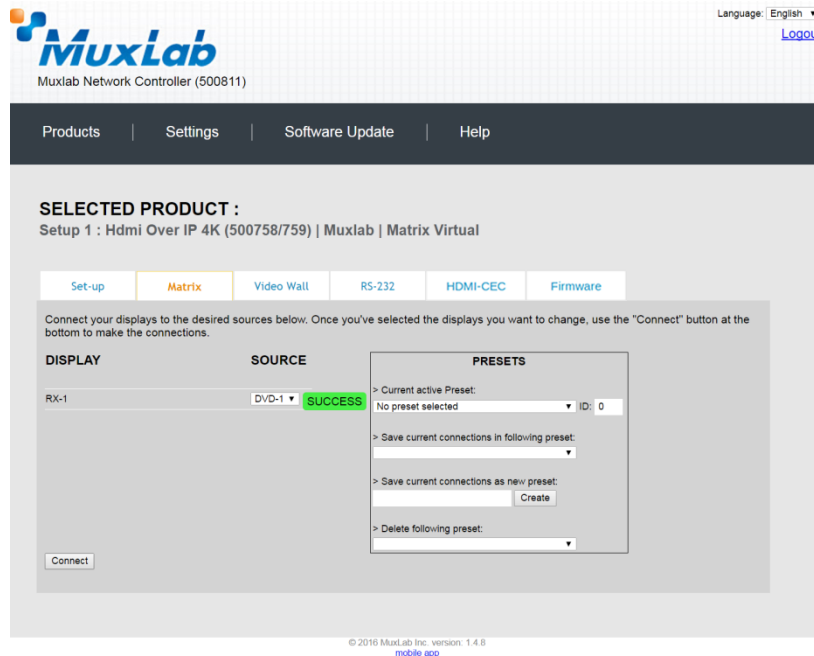 Language: English
Logou
MuxLab
Muxlab Network Controller (500811)
Products | Settings | Software Update | Help
SELECTED PRODUCT :
Setup 1 : Hdmi Over IP 4K (500758/759) | Muxlab | Matrix Virtual
Set-up Matrix Video Wall RS-232 HDMI-CEC Firmware
Connect your displays to the desired sources below. Once you've selected the displays you want to change, use the "Connect" button at the
bottom to make the connections.
DISPLAY SOURCE PRESETS
> Current active Preset:
RX-1 DVD-1 SUCCESS No preset selected ID: 0
> Save current connections in following preset:
> Save current connections as new preset:
Create
> Delete following preset:
Connect
© 2016 MuxLab Inc. version: 1.4.8
mobile app